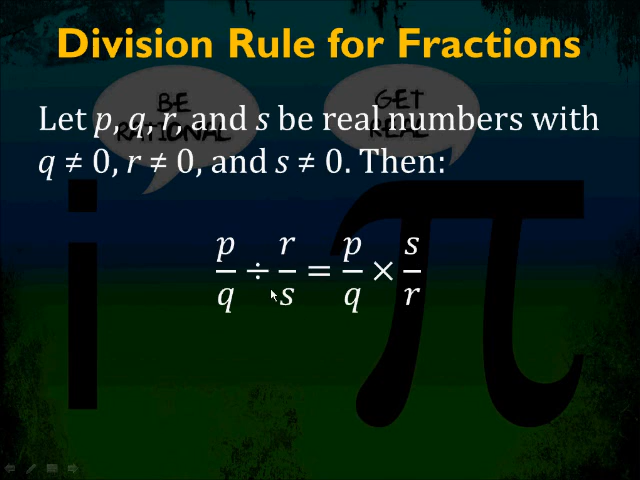 Division Rule for Fractions
BE
RATIONAL
GET
REAL
Let p, q, r, and s be real numbers with
q ≠ 0, r ≠ 0, and s ≠ 0. Then:
p/q ÷ r/s = p/q × s/r
i
π